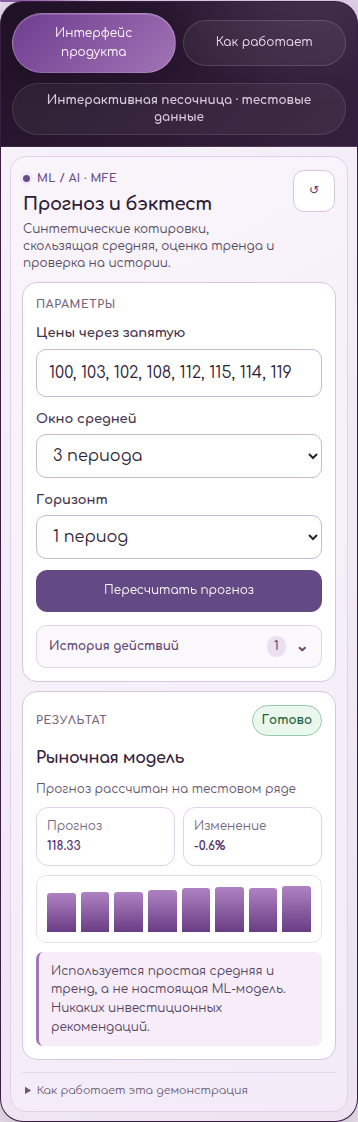 Интерфейс
продукта
Как работает
Интерактивная песочница · тестовые
данные
ML / AI · MFE
Прогноз и бэктест
↺
Синтетические котировки,
скользящая средняя, оценка тренда и
проверка на истории.
ПАРАМЕТРЫ
Цены через запятую
100, 103, 102, 108, 112, 115, 114, 119
Окно средней
3 периода
Горизонт
1 период
Пересчитать прогноз
История действий
1
РЕЗУЛЬТАТ
Готово
Рыночная модель
Прогноз рассчитан на тестовом ряде
Прогноз
118.33
Изменение
-0.6%
Используется простая средняя и
тренд, а не настоящая ML-модель.
Никаких инвестиционных
рекомендаций.
Как работает эта демонстрация